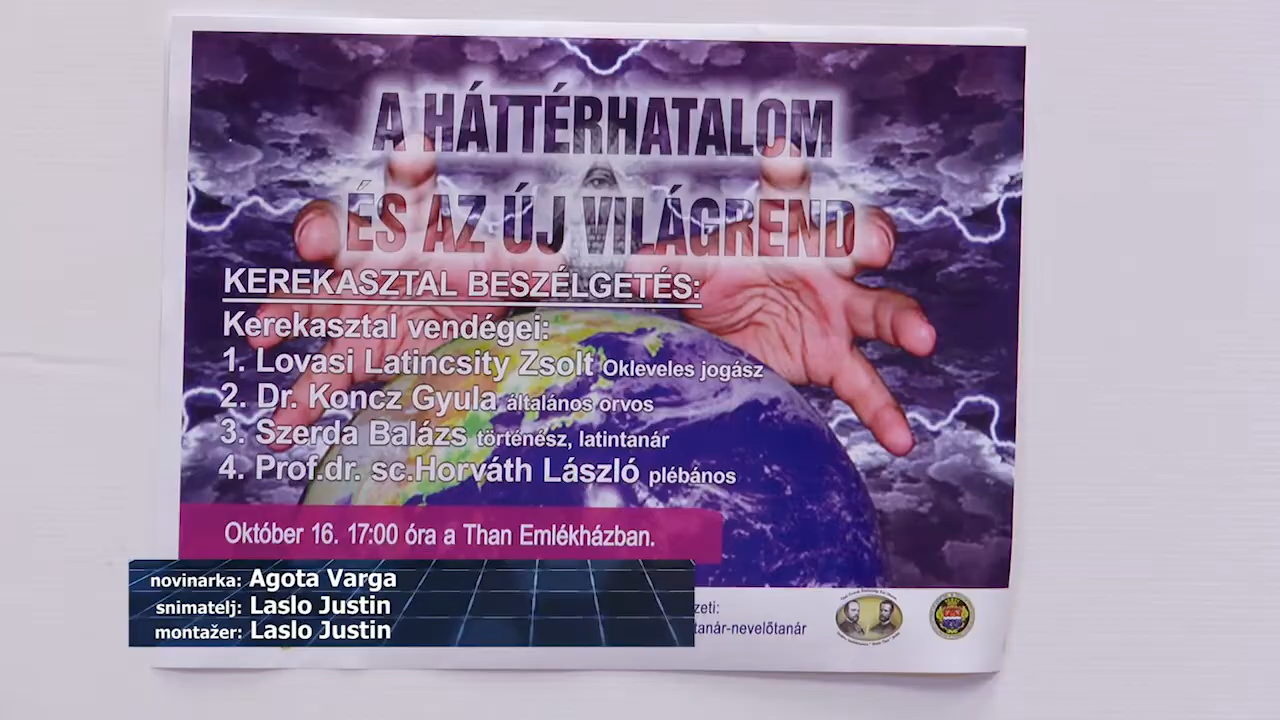 A HÁTTÉRHATALOM
ÉS AZ ÚJ VILÁGREND
KEREKASZTAL BESZÉLGETÉS:
Kerekasztal vendégei:
1. Lovasi Latincsity Zsolt Okleveles jogász
2. Dr. Koncz Gyula általános orvos
3. Szerda Balázs történész, latintanár
4. Prof.dr. sc.Horváth László plébános
Október 16. 17:00 óra a Than Emlékházban.
novinarka: Agota Varga
snimatelj: Laslo Justin
montažer: Laslo Justin
zeti:
tanár-nevelőtanár